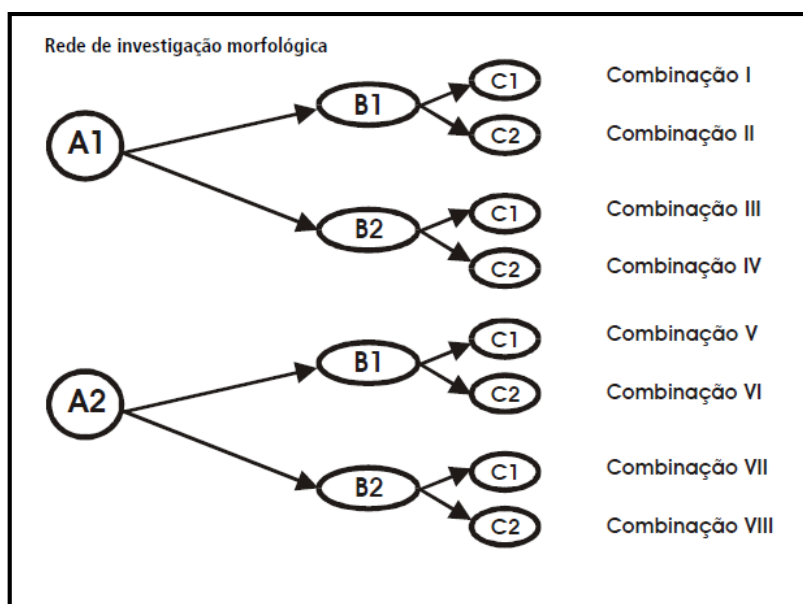 Rede de investigação morfológica
C1 Combinação I
B1
A1 C2 Combinação II
C1 Combinação III
B2
C2 Combinação IV
C1 Combinação V
B1
A2 C2 Combinação VI
C1 Combinação VII
B2
C2 Combinação VIII